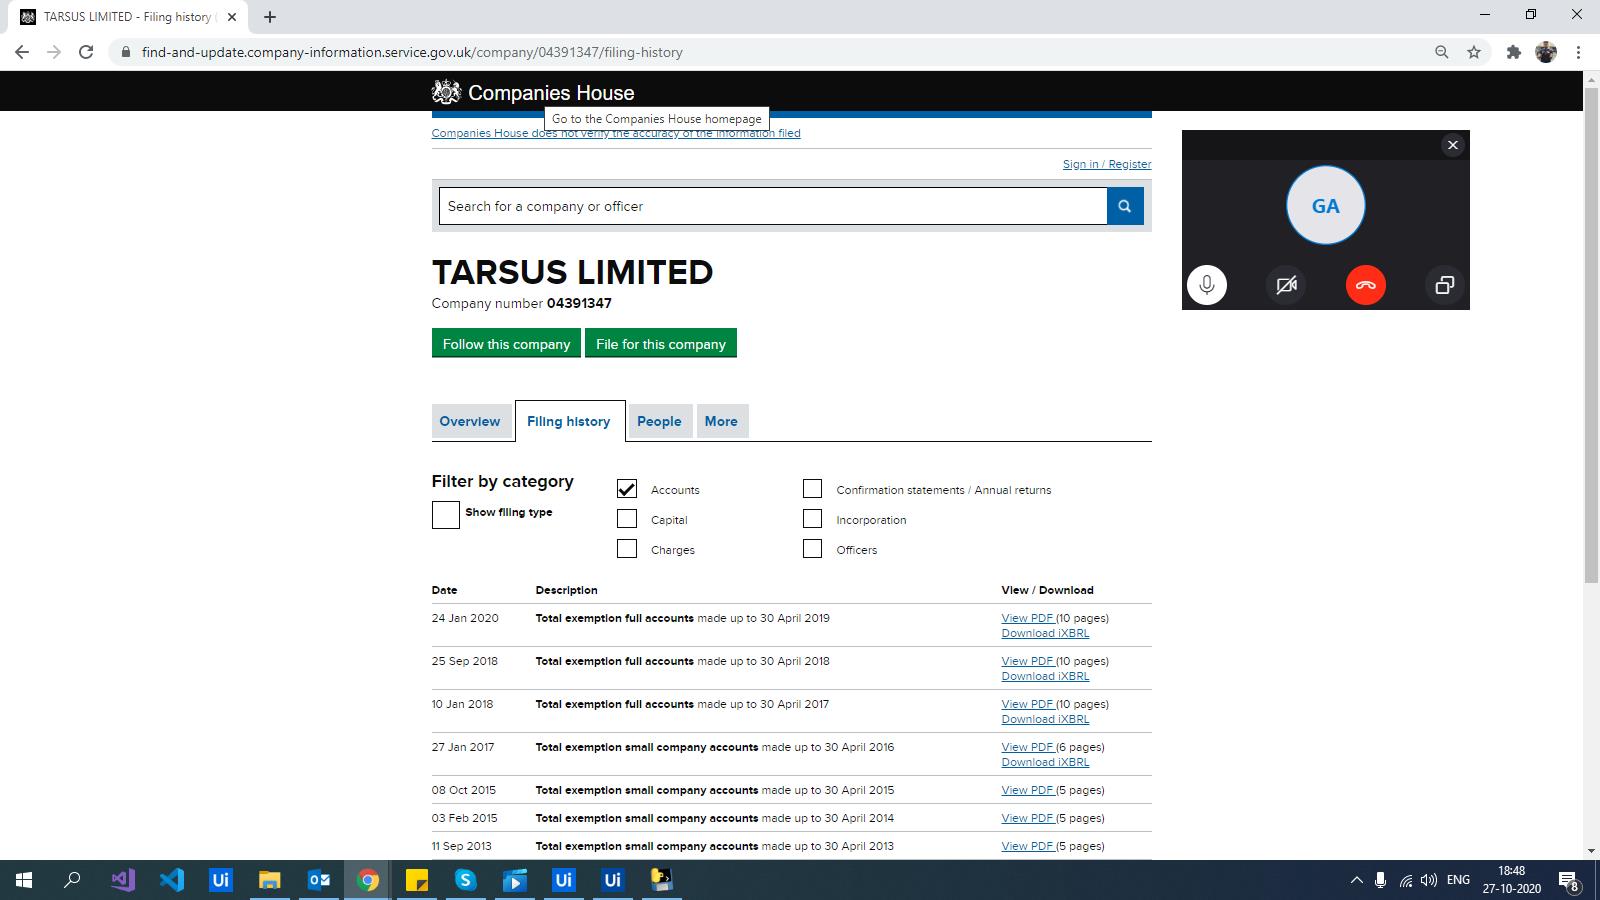 TARSUS LIMITED - Filing history (
find-and-update.company-information.service.gov.uk/company/04391347/filing-history
Companies House
Go to the Companies House homepage
Companies House does not verify the accuracy of the information filed
Sign in / Register
Search for a company or officer
GA
TARSUS LIMITED
Company number 04391347
Follow this company File for this company
Overview Filing history People More
Filter by category
Show filing type
Accounts Confirmation statements / Annual returns
Capital Incorporation
Charges Officers
Date Description View / Download
24 Jan 2020 Total exemption full accounts made up to 30 April 2019 View PDF (10 pages)
Download iXBRL
25 Sep 2018 Total exemption full accounts made up to 30 April 2018 View PDF (10 pages)
Download iXBRL
10 Jan 2018 Total exemption full accounts made up to 30 April 2017 View PDF (10 pages)
Download iXBRL
27 Jan 2017 Total exemption small company accounts made up to 30 April 2016 View PDF (6 pages)
Download iXBRL
08 Oct 2015 Total exemption small company accounts made up to 30 April 2015 View PDF (5 pages)
03 Feb 2015 Total exemption small company accounts made up to 30 April 2014 View PDF (5 pages)
11 Sep 2013 Total exemption small company accounts made up to 30 April 2013 View PDF (5 pages)
Ui
Ui
Ui
ENG
18:48
27-10-2020
8